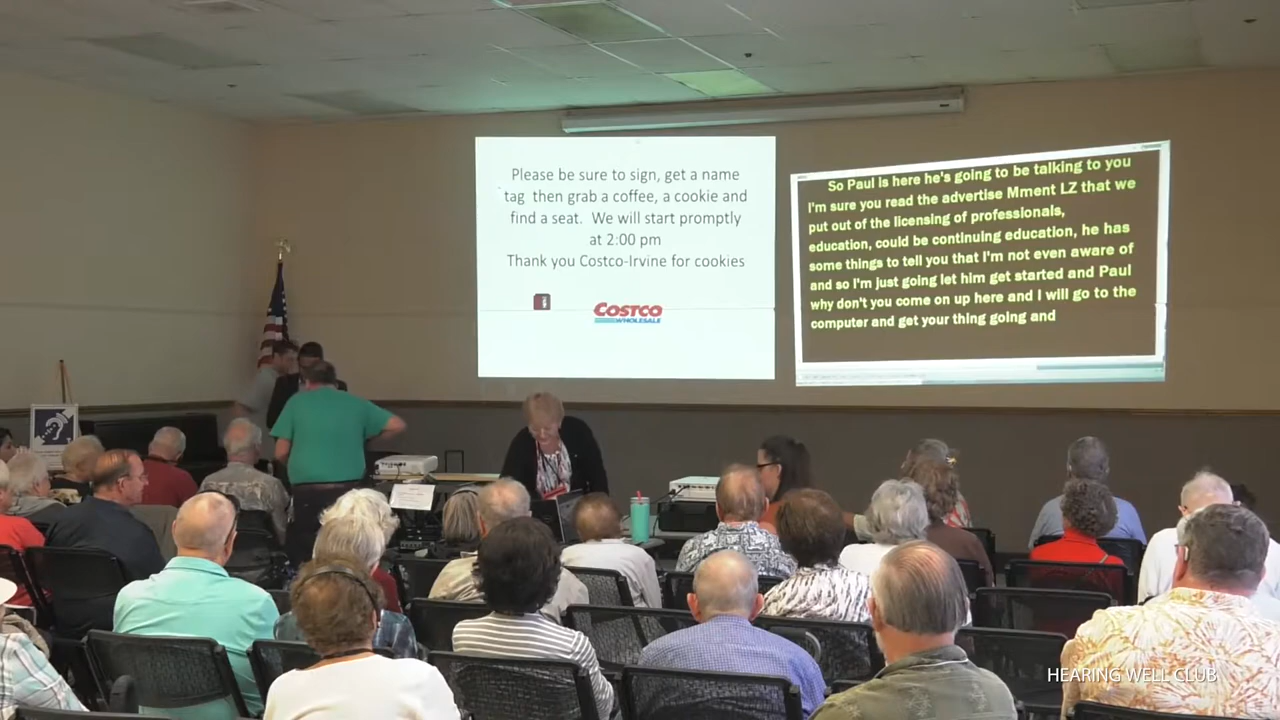 Please be sure to sign, get a name
tag then grab a coffee, a cookie and
find a seat. We will start promptly
at 2:00 pm
Thank you Costco-Irvine for cookies
COSTCO
WHOLESALE
So Paul is here he's going to be talking to you
I'm sure you read the advertise Mment LZ that we
put out of the licensing of professionals,
education, could be continuing education, he has
some things to tell you that I'm not even aware of
and so I'm just going let him get started and Paul
why don't you come on up here and I will go to the
computer and get your thing going and
HEARING WELL CLUB